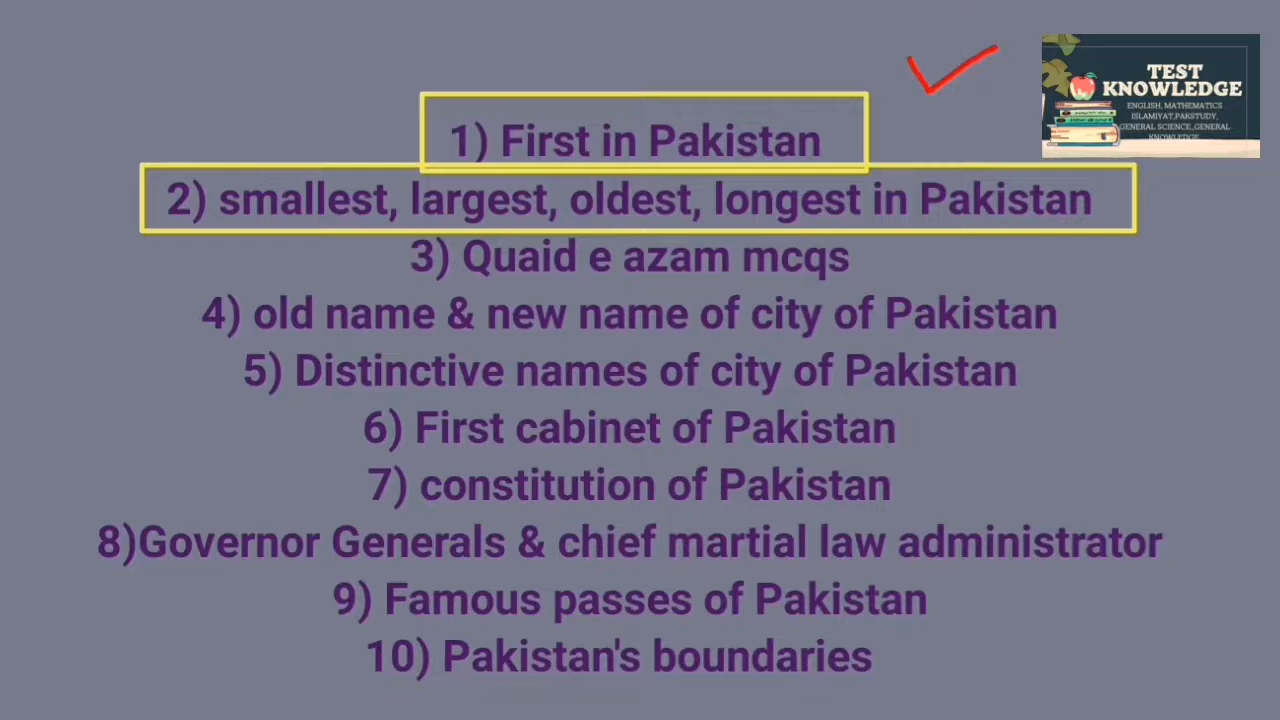 TEST
KNOWLEDGE
ENGLISH, MATHEMATICS
ISLAMIYAT,PAKSTUDY,
GENERAL SCIENCE,GENERAL
KNOWLEDGE
1) First in Pakistan
2) smallest, largest, oldest, longest in Pakistan
3) Quaid e azam mcqs
4) old name & new name of city of Pakistan
5) Distinctive names of city of Pakistan
6) First cabinet of Pakistan
7) constitution of Pakistan
8)Governor Generals & chief martial law administrator
9) Famous passes of Pakistan
10) Pakistan's boundaries